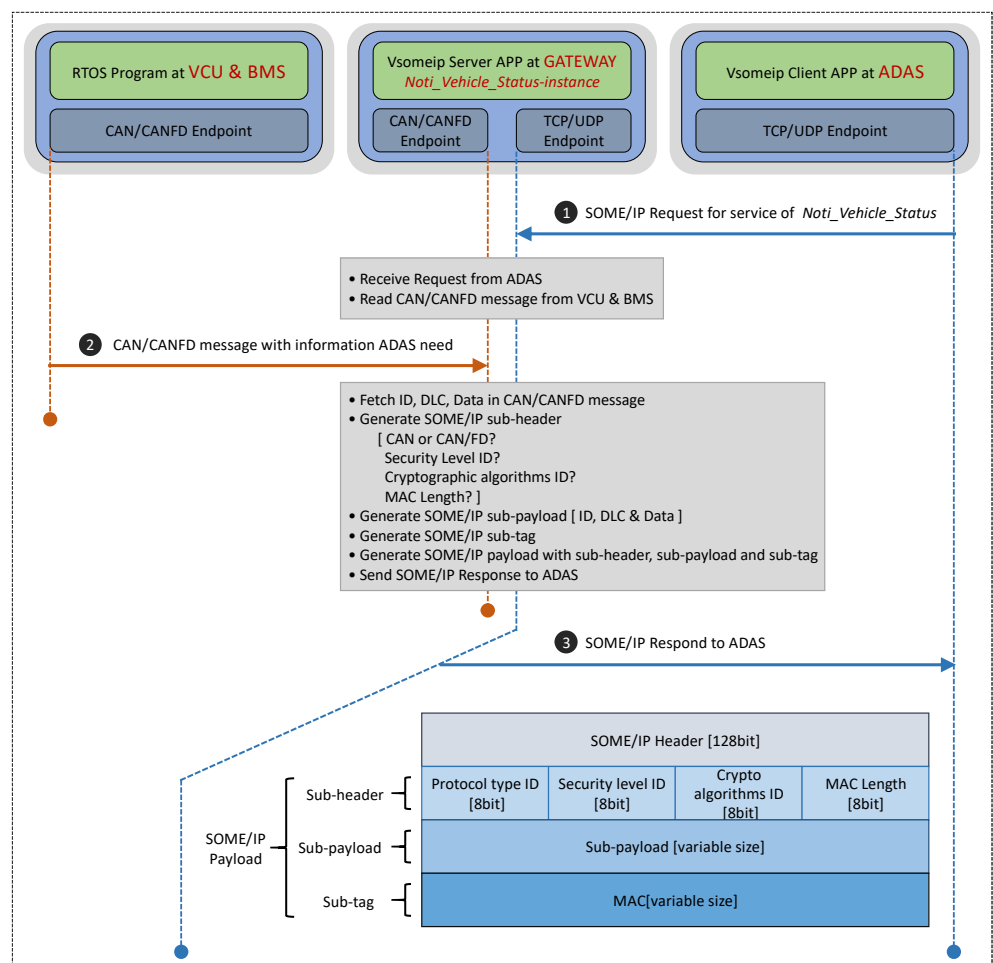 RTOS Program at VCU & BMS
CAN/CANFD Endpoint
Vsomeip Server APP at GATEWAY
Noti_Vehicle_Status-instance
CAN/CANFD
Endpoint
TCP/UDP
Endpoint
Vsomeip Client APP at ADAS
TCP/UDP Endpoint
1 SOME/IP Request for service of Noti_Vehicle_Status
• Receive Request from ADAS
• Read CAN/CANFD message from VCU & BMS
2 CAN/CANFD message with information ADAS need
• Fetch ID, DLC, Data in CAN/CANFD message
• Generate SOME/IP sub-header
[ CAN or CAN/FD?
Security Level ID?
Cryptographic algorithms ID?
MAC Length? ]
• Generate SOME/IP sub-payload [ ID, DLC & Data ]
• Generate SOME/IP sub-tag
• Generate SOME/IP payload with sub-header, sub-payload and sub-tag
• Send SOME/IP Response to ADAS
3 SOME/IP Respond to ADAS
SOME/IP Header [128bit]
Protocol type ID
[8bit]
Security level ID
[8bit]
Crypto
algorithms ID
[8bit]
MAC Length
[8bit]
Sub-header
SOME/IP
Payload
Sub-payload
Sub-payload [variable size]
Sub-tag
MAC[variable size]